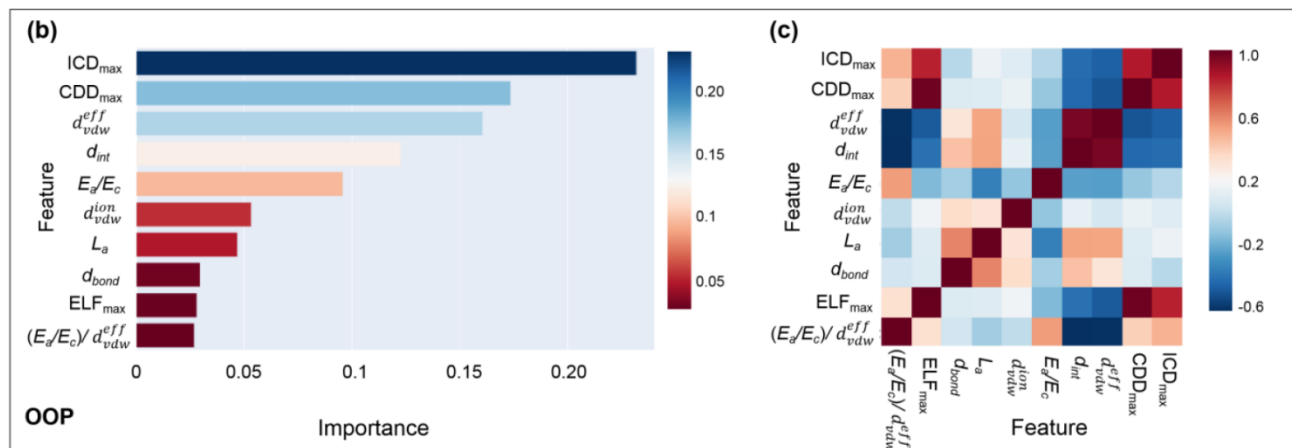 (b)
ICDmax
CDDmax
d_vdw^eff
d_int
Ea/Ec
d_vdw^ion
La
d_bond
ELFmax
(Ea/Ec)/ d_vdw^eff
Feature
0
0.05
0.10
0.15
0.20
Importance
OOP
0.20
0.15
0.1
0.05
(c)
ICDmax
CDDmax
d_vdw^eff
d_int
Ea/Ec
d_vdw^ion
La
d_bond
ELFmax
(Ea/Ec)/ d_vdw^eff
(Ea/Ec)/ d_vdw^eff
ELFmax
d_bond
La
d_vdw^ion
Ea/Ec
d_int
d_vdw^eff
CDDmax
ICDmax
Feature
1.0
0.6
0.2
-0.2
-0.6